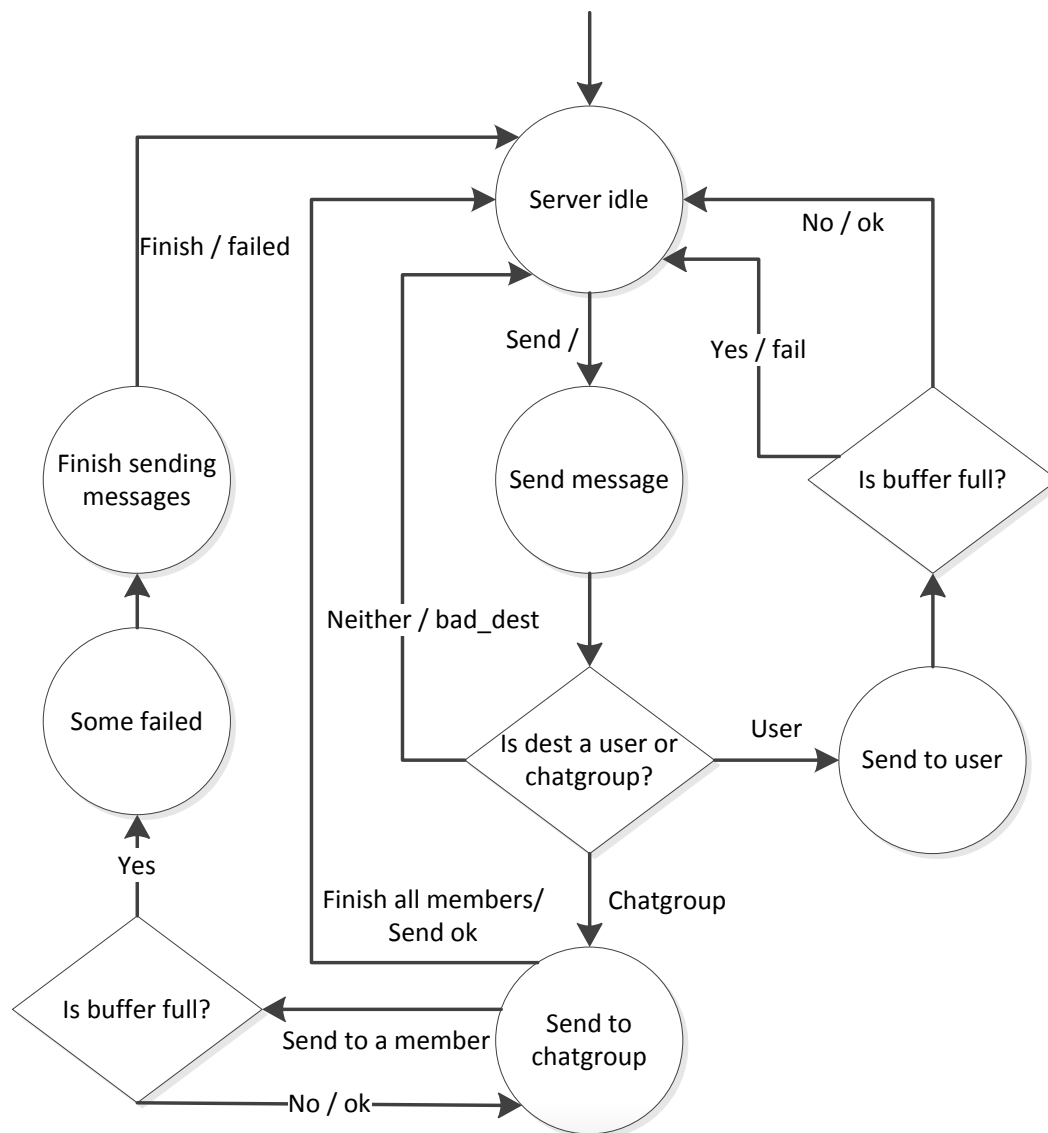 Server idle
No / ok
Finish / failed
Send /
Yes / fail
Finish sending
messages
Send message
Is buffer full?
Neither / bad_dest
Some failed
Is dest a user or
chatgroup?
User
Send to user
Yes
Finish all members/
Send ok
Chatgroup
Is buffer full?
Send to a member
Send to
chatgroup
No / ok